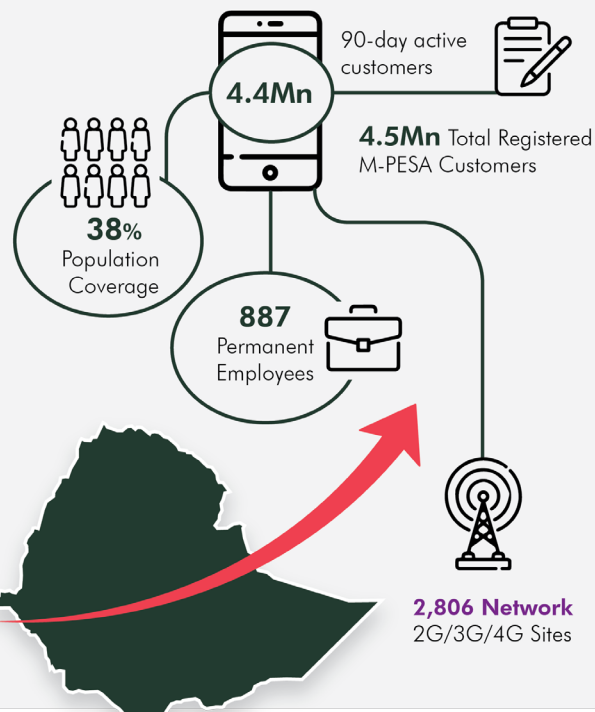 90-day active
customers
4.4Mn
4.5Mn Total Registered
M-PESA Customers
38%
Population
Coverage
887
Permanent
Employees
2,806 Network
2G/3G/4G Sites